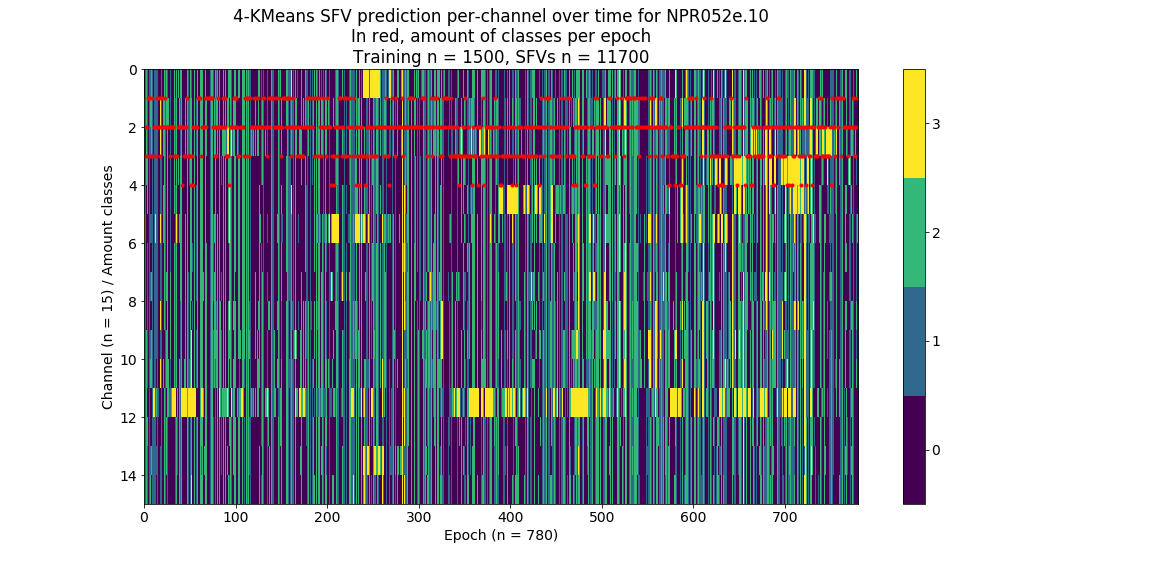 4-KMeans SFV prediction per-channel over time for NPR052e.10
In red, amount of classes per epoch
Training n = 1500, SFVs n = 11700
Channel (n = 15) / Amount classes
0
2
4
6
8
10
12
14
0 100 200 300 400 500 600 700
Epoch (n = 780)
3
2
1
0